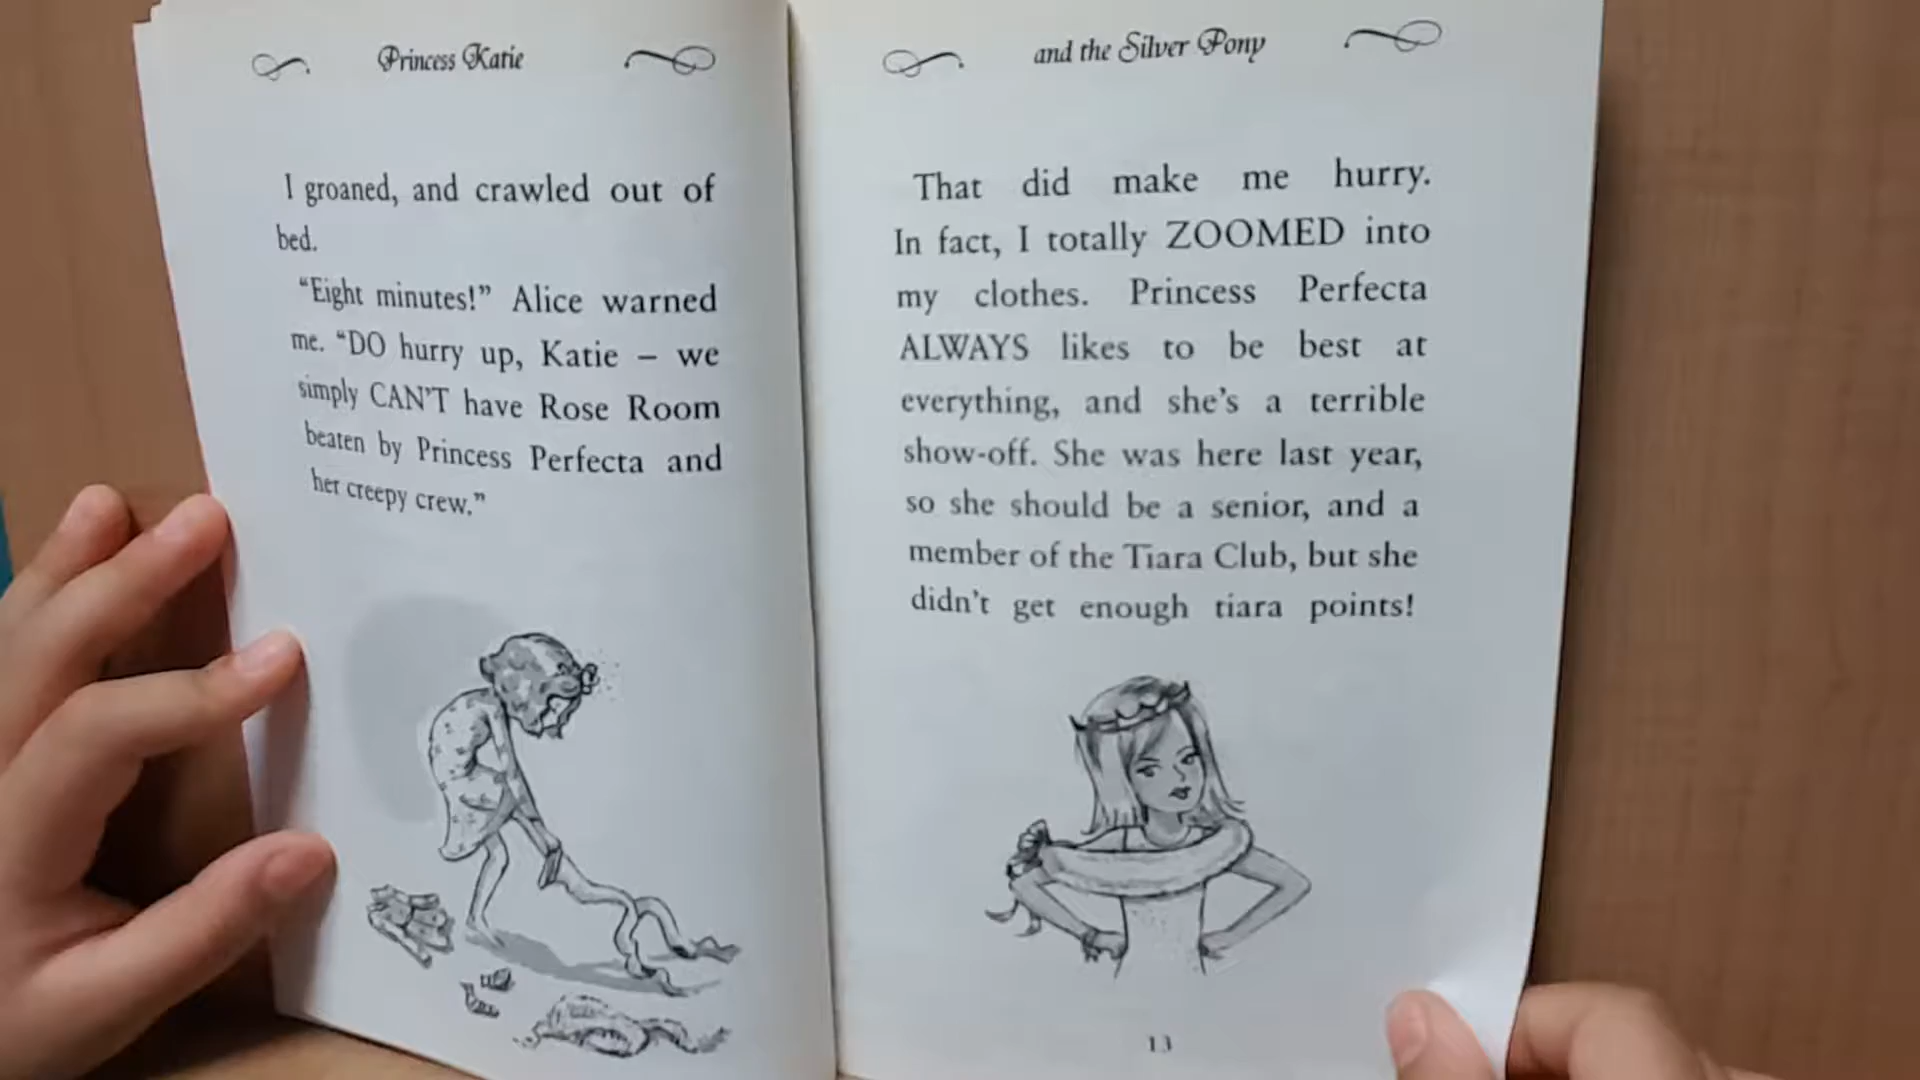 Princess Katie
I groaned, and crawled out of
bed.
“Eight minutes!” Alice warned
me. “DO hurry up, Katie – we
simply CAN'T have Rose Room
beaten by Princess Perfecta and
her creepy crew.”
and the Silver Pony
That did make me hurry.
In fact, I totally ZOOMED into
my clothes. Princess Perfecta
ALWAYS likes to be best at
everything, and she's a terrible
show-off. She was here last year,
so she should be a senior, and a
member of the Tiara Club, but she
didn't get enough tiara points!
13